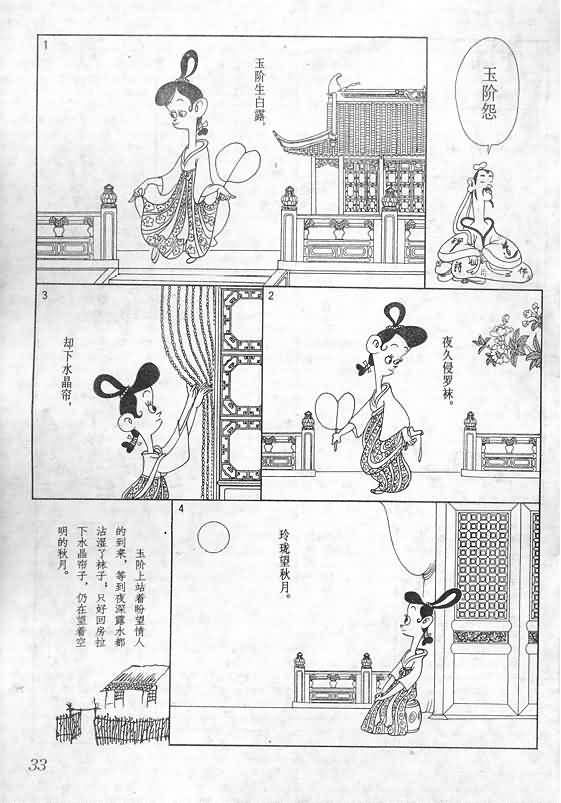 玉阶怨
1
玉阶生白露，
2
夜久侵罗袜。
3
却下水晶帘，
4
玲珑望秋月。
玉阶上站着盼望情人
的到来，等到夜深露水都
沾湿了袜子；只好回房拉
下水晶帘子，仍在望着空
明的秋月。
33